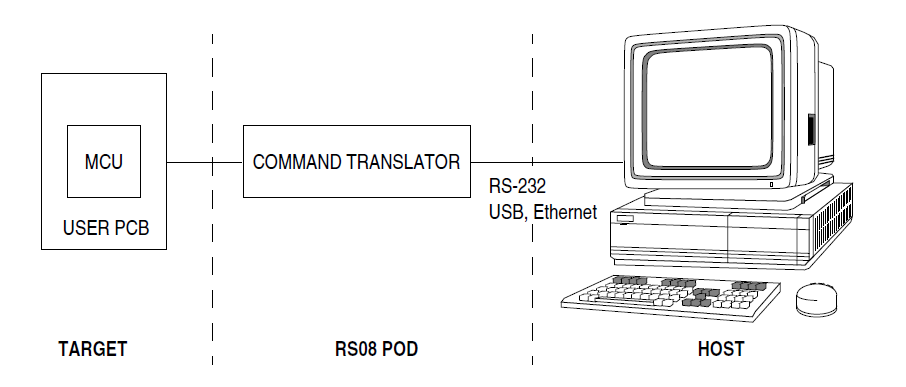 MCU
USER PCB
COMMAND TRANSLATOR
RS-232
USB, Ethernet
TARGET
RS08 POD
HOST